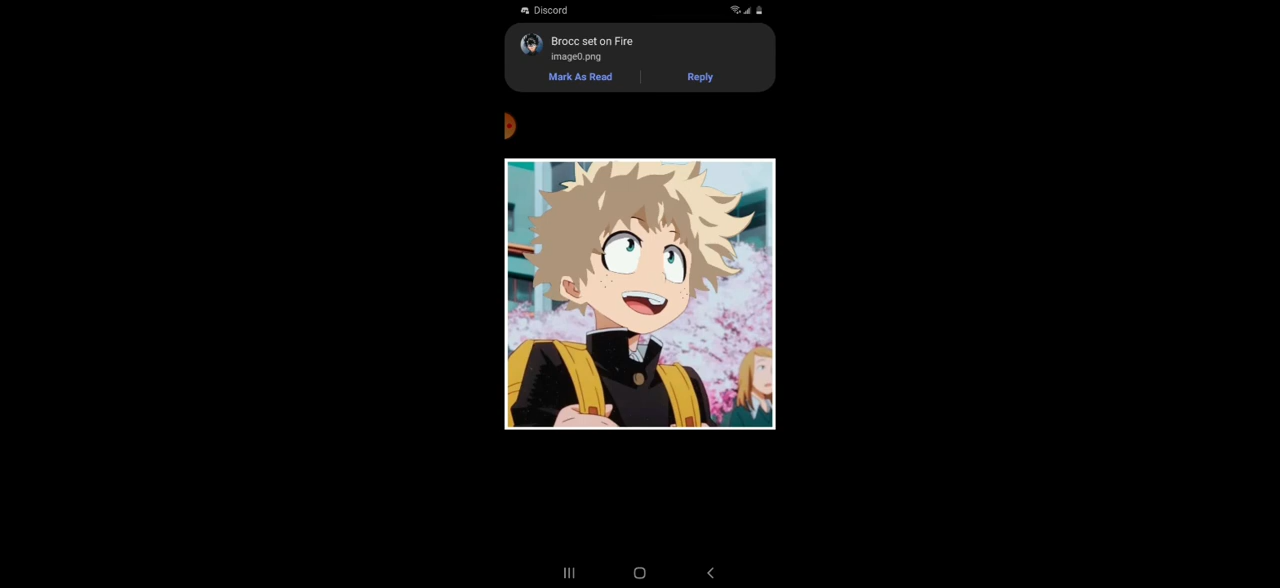 Discord
Brocc set on Fire
image0.png
Mark As Read
Reply